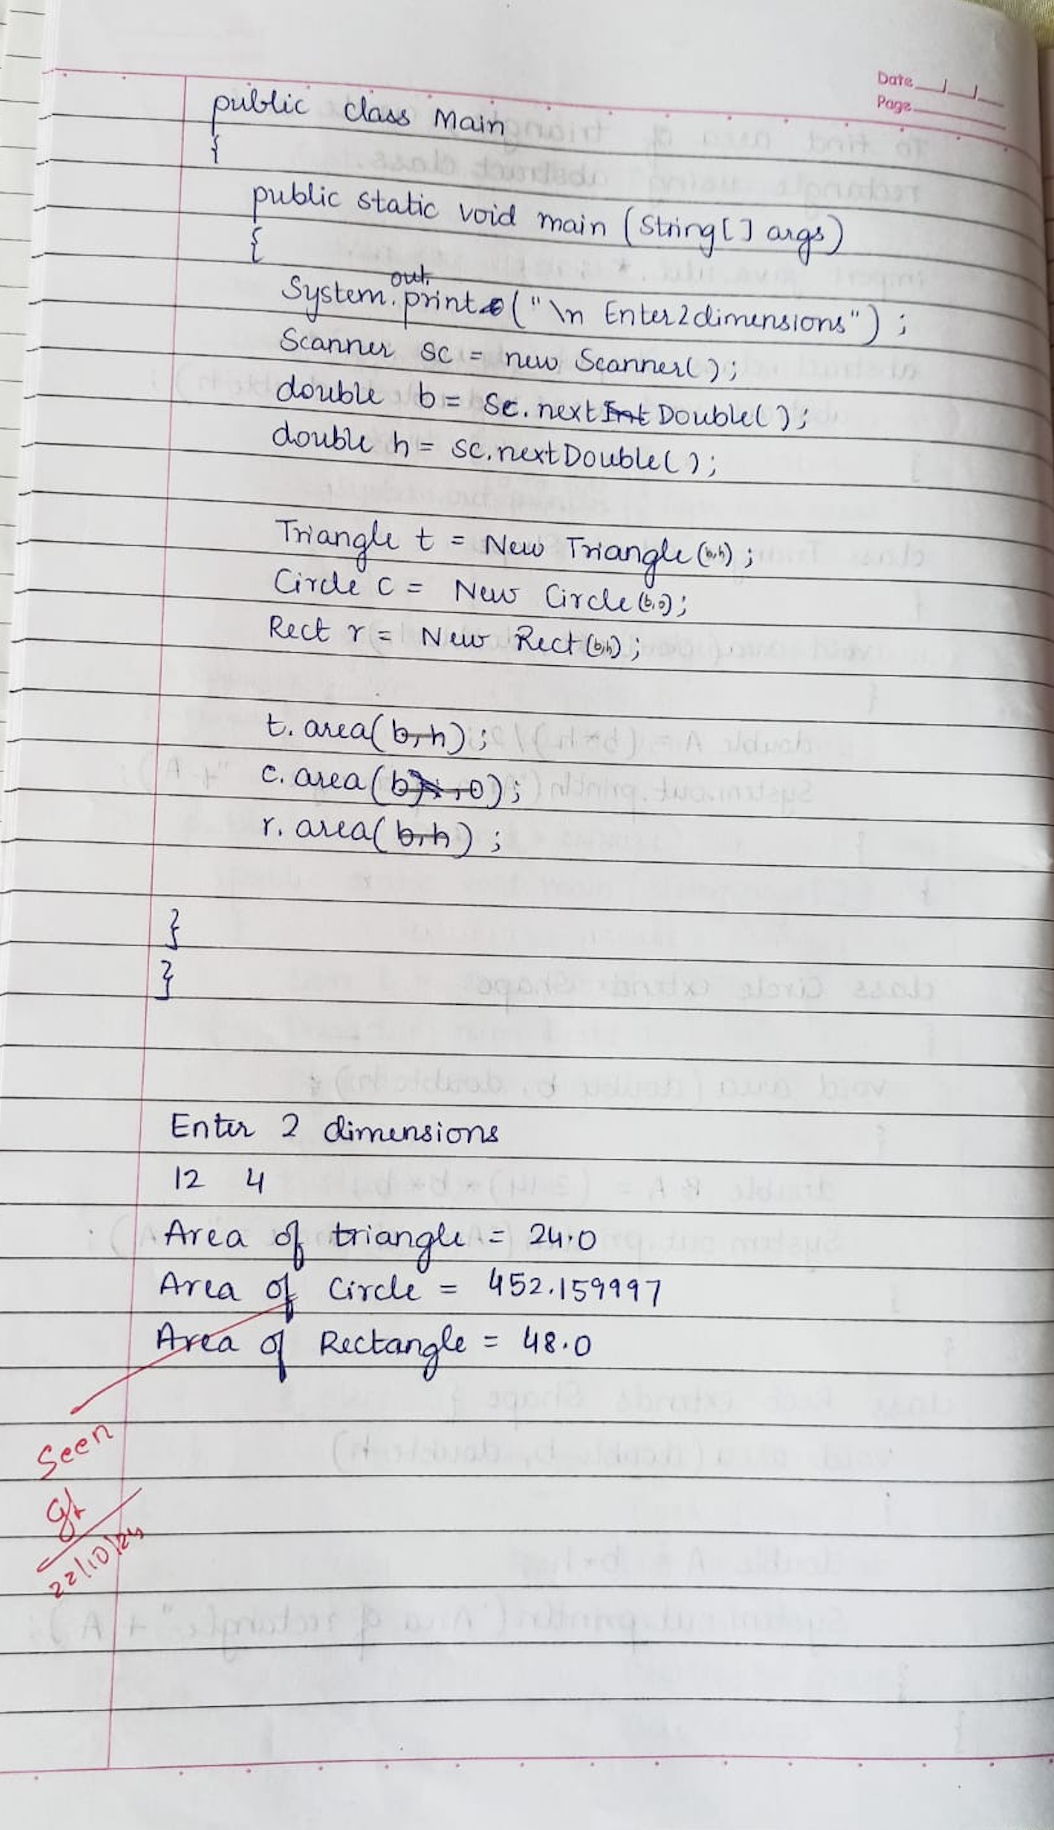 Date
Page
public class Main
{
public static void main (String[] args)
{
System.out.print("\n Enter2dimensions");
Scanner sc = new Scanner();
double b = sc.nextInt Double();
double h = sc.nextDouble();
Triangle t = New Triangle(b,h);
Circle c = New Circle(b,0);
Rect r = New Rect(b,h);
t.area(b,h);
c.area(b,0);
r.area(b,h);
}
}
Enter 2 dimensions
12 4
Area of triangle = 24.0
Area of Circle = 452.159997
Area of Rectangle = 48.0
Seen
22/10/24